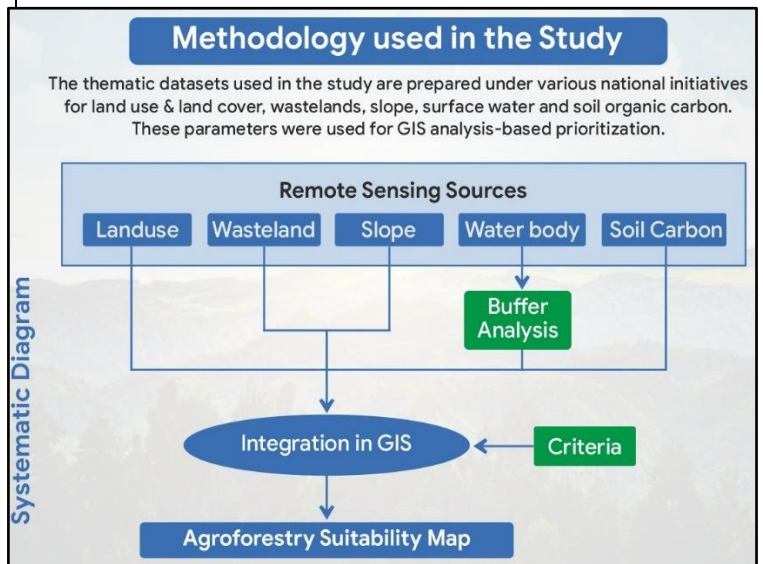 Methodology used in the Study
The thematic datasets used in the study are prepared under various national initiatives
for land use & land cover, wastelands, slope, surface water and soil organic carbon.
These parameters were used for GIS analysis-based prioritization.
Remote Sensing Sources
Landuse
Wasteland
Slope
Water body
Soil Carbon
Buffer
Analysis
Systematic Diagram
Integration in GIS
Criteria
Agroforestry Suitability Map